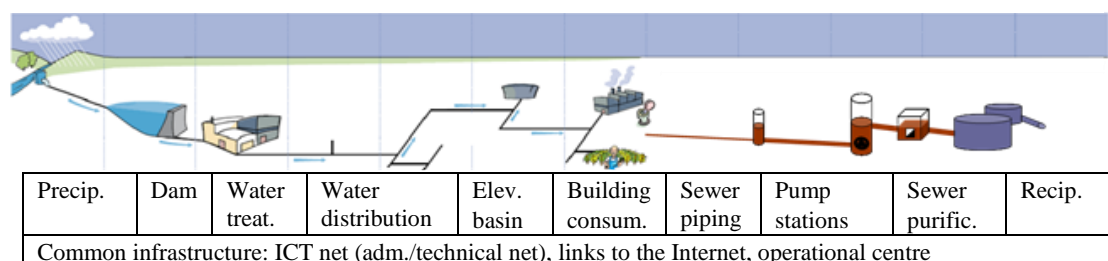 Precip.
Dam
Water
treat.
Water
distribution
Elev.
basin
Building
consum.
Sewer
piping
Pump
stations
Sewer
purific.
Recip.
Common infrastructure: ICT net (adm./technical net), links to the Internet, operational centre